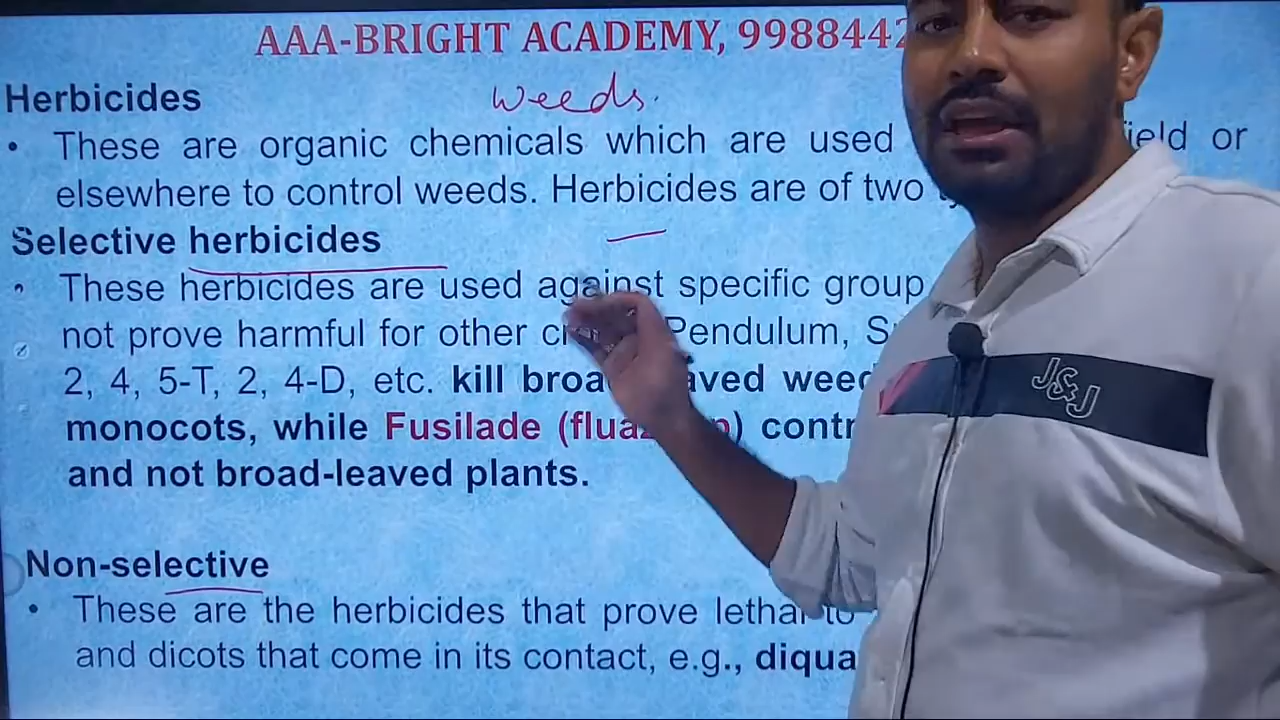 AAA-BRIGHT ACADEMY, 9988442
Herbicides
weeds.
• These are organic chemicals which are used ield or
elsewhere to control weeds. Herbicides are of two
Selective herbicides
These herbicides are used against specific group
not prove harmful for other Pendulum,
2, 4, 5-T, 2, 4-D, etc. kill
monocots, while Fusilade contr
and not broad-leaved plants.
Non-selective
• These are the herbicides that prove lethal to
and dicots that come in its contact, e.g., diqua
J&J